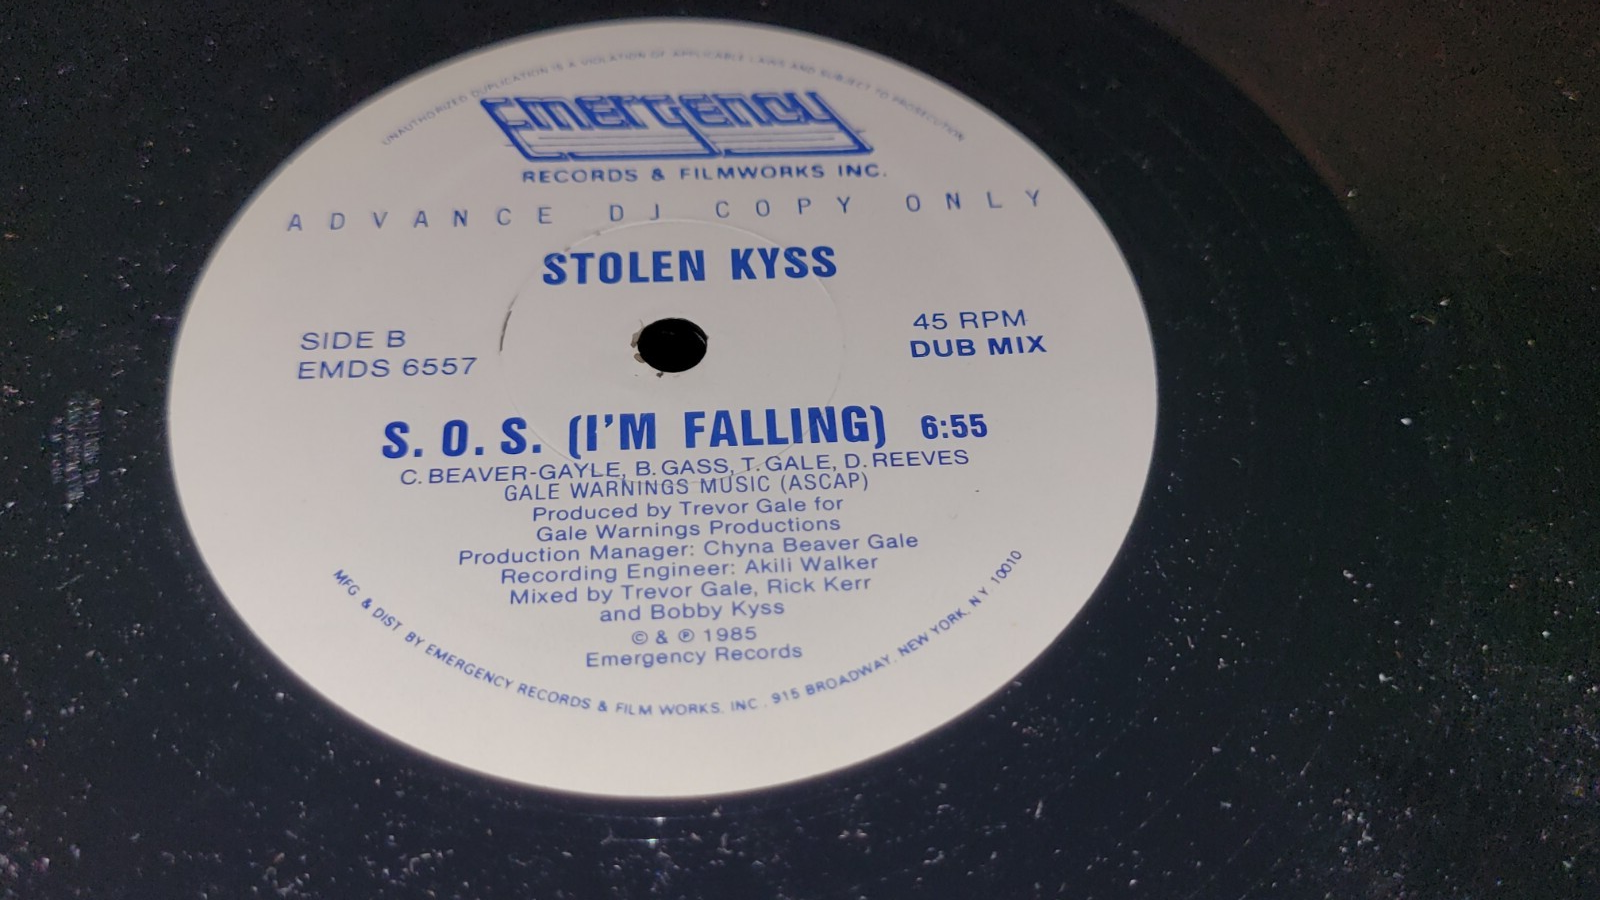 UNAUTHORIZED DUPLICATION IS A VIOLATION OF APPLICABLE LAWS AND SUBJECT TO PROSECUTION
Emergency
RECORDS & FILMWORKS INC.
ADVANCE DJ COPY ONLY
STOLEN KYSS
SIDE B
EMDS 6557
45 RPM
DUB MIX
S.O.S. (I'M FALLING) 6:55
C. BEAVER-GAYLE, B. GASS, T. GALE, D. REEVES
GALE WARNINGS MUSIC (ASCAP)
Produced by Trevor Gale for
Gale Warnings Productions
Production Manager: Chyna Beaver Gale
Recording Engineer: Akili Walker
Mixed by Trevor Gale, Rick Kerr
and Bobby Kyss
© & ℗ 1985
Emergency Records
MFG & DIST BY EMERGENCY RECORDS & FILM WORKS, INC. 915 BROADWAY, NEW YORK, NY 10010